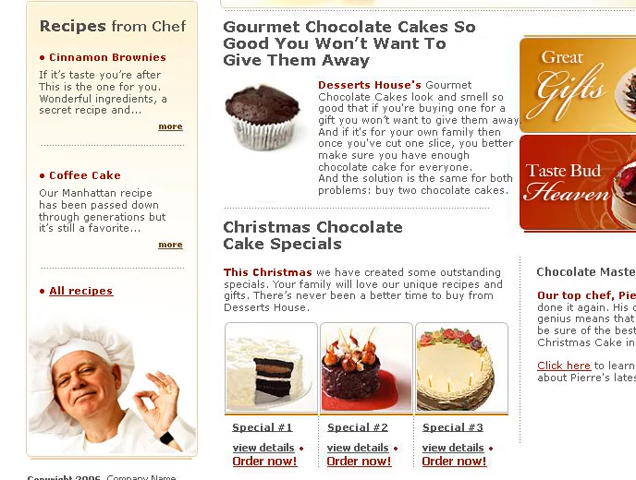 Recipes from Chef
Cinnamon Brownies
If it's taste you're after
This is the one for you.
Wonderful ingredients, a
secret recipe and...
more
Coffee Cake
Our Manhattan recipe
has been passed down
through generations but
it's still a favorite...
more
All recipes
Copyright 2006 Company Name
Gourmet Chocolate Cakes So
Good You Won't Want To
Give Them Away
Desserts House's Gourmet
Chocolate Cakes look and smell so
good that if you're buying one for a
gift you won't want to give them away.
And if it's for your own family then
once you've cut one slice, you better
make sure you have enough
chocolate cake for everyone.
And the solution is the same for both
problems: buy two chocolate cakes.
Christmas Chocolate
Cake Specials
This Christmas we have created some outstanding
specials. Your family will love our unique recipes and
gifts. There's never been a better time to buy from
Desserts House.
Special #1
view details
Order now!
Special #2
view details
Order now!
Special #3
view details
Order now!
Great
Gifts
Taste Bud
Heaven
Chocolate Maste
Our top chef, Pie
done it again. His
genius means that
be sure of the best
Christmas Cake in
Click here to learn
about Pierre's lates